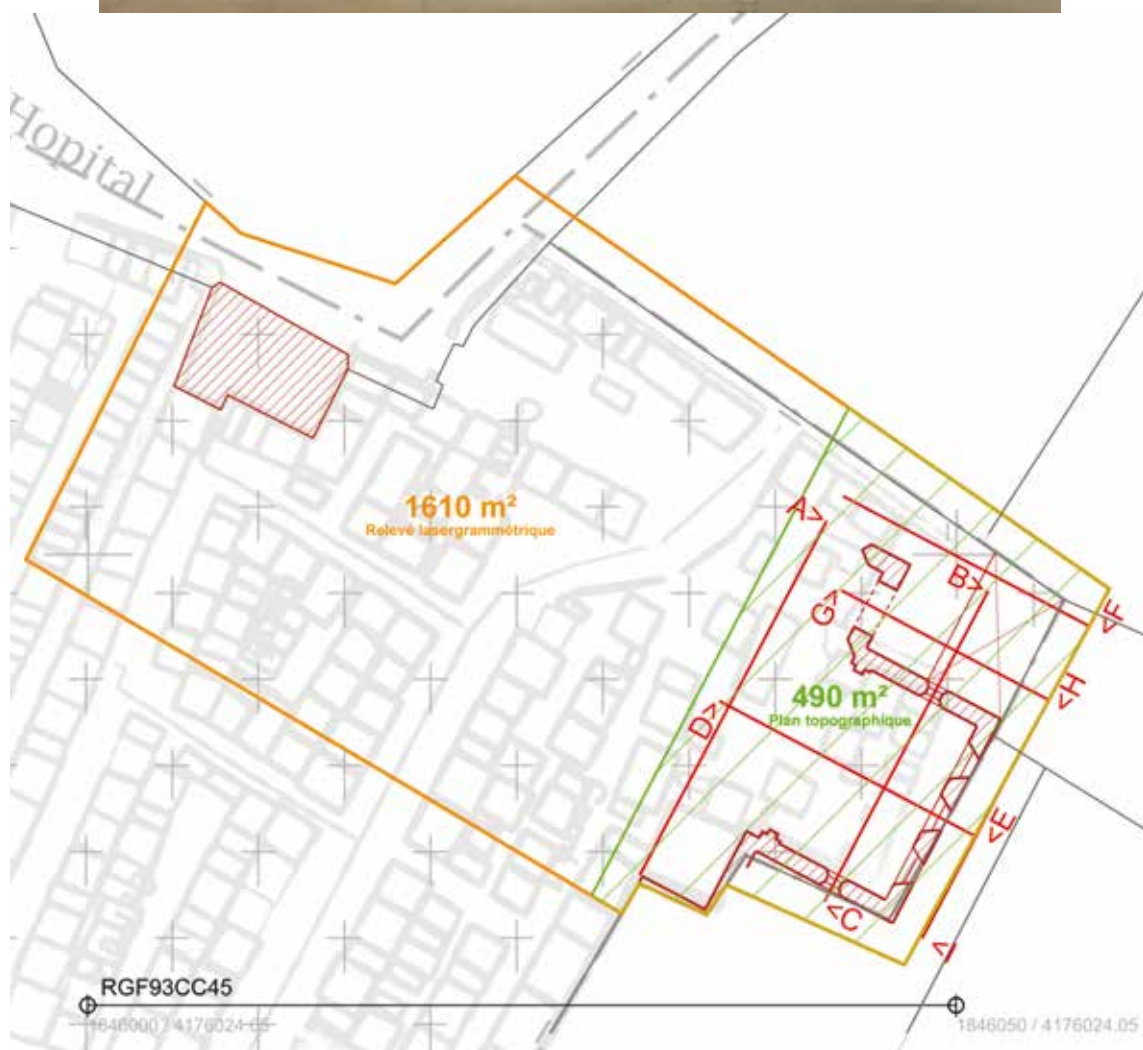 Hopital
1610 m²
Relevé lasergrammétrique
A>
B>
<F
G>
<H
490 m²
Plan topographique
D>
<E
<C
<I
RGF93CC45
1846000 / 4176024.05
1846050 / 4176024.05